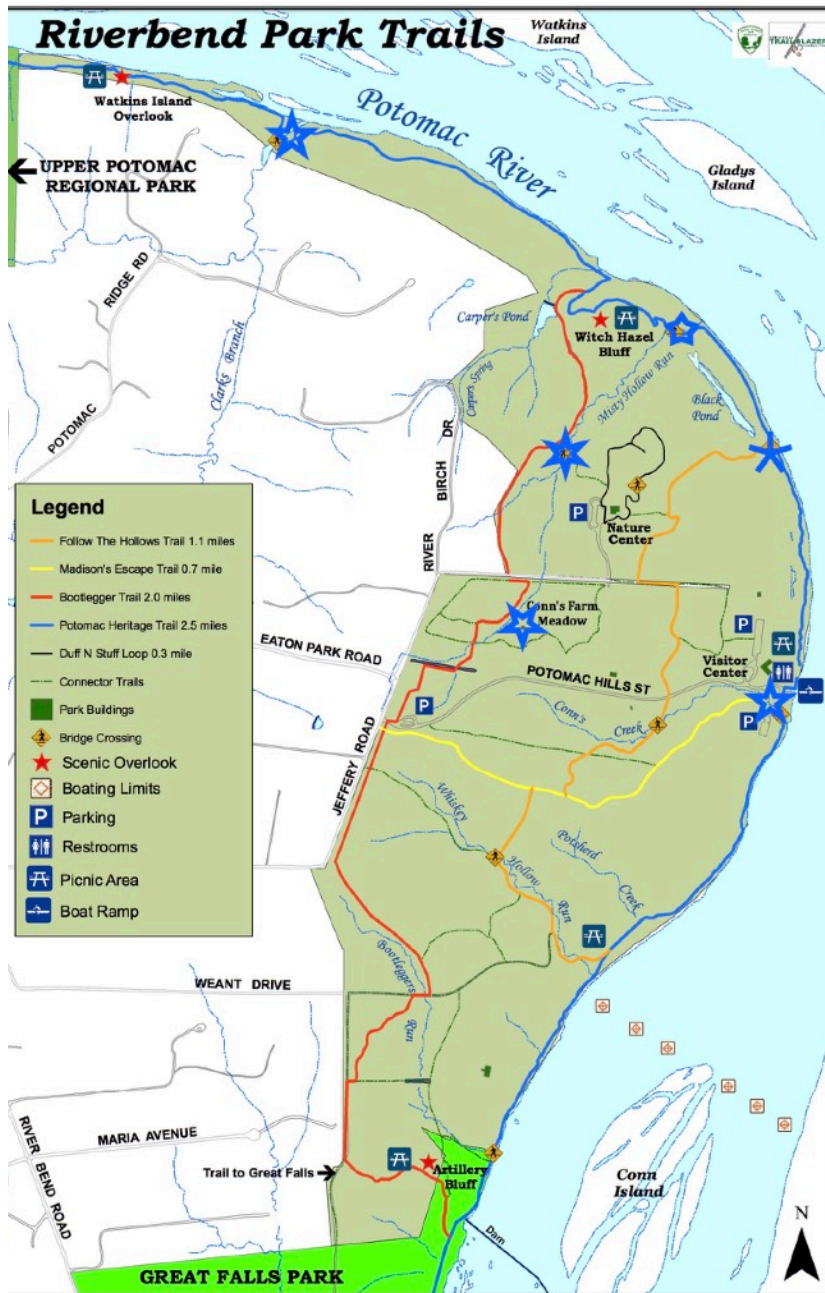 Riverbend Park Trails
Watkins
Island
TRAILBLAZER
Watkins Island
Overlook
Potomac River
UPPER POTOMAC
REGIONAL PARK
Gladys
Island
RIDGE RD
POTOMAC
Clarks Branch
Carper's Pond
Witch Hazel
Bluff
Carpers Spring
Misty Hollow Run
Black
Pond
RIVER BIRCH DR
P
Nature
Center
Legend
Follow The Hollows Trail 1.1 miles
Madison's Escape Trail 0.7 mile
Bootlegger Trail 2.0 miles
Potomac Heritage Trail 2.5 miles
Duff N Stuff Loop 0.3 mile
Connector Trails
Park Buildings
Bridge Crossing
Scenic Overlook
Boating Limits
P Parking
Restrooms
Picnic Area
Boat Ramp
Conn's Farm
Meadow
P
EATON PARK ROAD
POTOMAC HILLS ST
Visitor
Center
P
Conn's
Creek
P
JEFFERY ROAD
Whiskey
Hollow
Run
Potsherd
Creek
Bootleggers
Run
WEANT DRIVE
MARIA AVENUE
RIVER BEND ROAD
Trail to Great Falls
Artillery
Bluff
Conn
Island
Dam
N
GREAT FALLS PARK